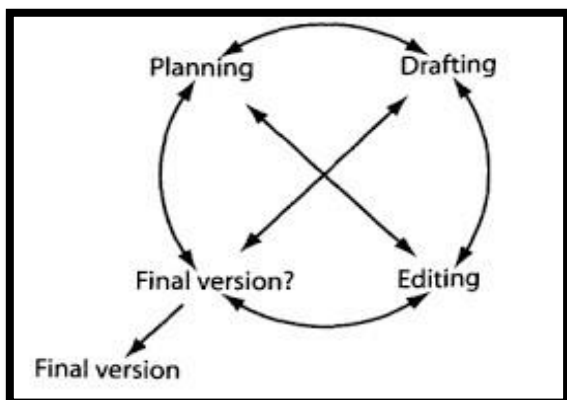 Planning
Drafting
Final version?
Editing
Final version